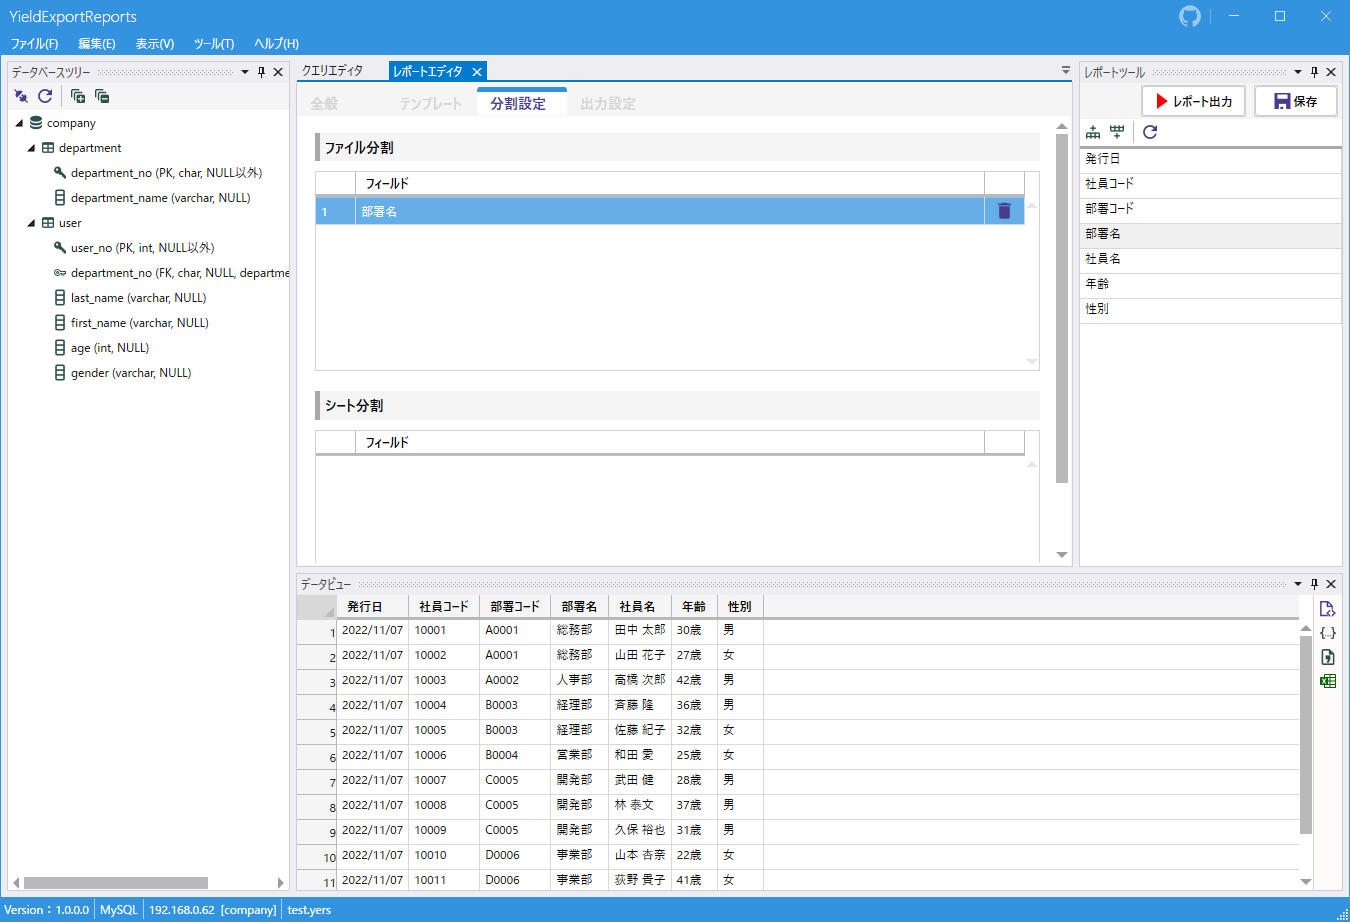 YieldExportReports
ファイル(F) 編集(E) 表示(V) ツール(T) ヘルプ(H)
データベースツリー
company
department
department_no (PK, char, NULL以外)
department_name (varchar, NULL)
user
user_no (PK, int, NULL以外)
department_no (FK, char, NULL, departme
last_name (varchar, NULL)
first_name (varchar, NULL)
age (int, NULL)
gender (varchar, NULL)
クエリエディタ レポートエディタ
全般 テンプレート 分割設定 出力設定
ファイル分割
フィールド
1 部署名
シート分割
フィールド
レポートツール
レポート出力 保存
発行日
社員コード
部署コード
部署名
社員名
年齢
性別
データビュー
発行日 社員コード 部署コード 部署名 社員名 年齢 性別
1 2022/11/07 10001 A0001 総務部 田中 太郎 30歳 男
2 2022/11/07 10002 A0001 総務部 山田 花子 27歳 女
3 2022/11/07 10003 A0002 人事部 高橋 次郎 42歳 男
4 2022/11/07 10004 B0003 経理部 斉藤 隆 36歳 男
5 2022/11/07 10005 B0003 経理部 佐藤 紀子 32歳 女
6 2022/11/07 10006 B0004 営業部 和田 愛 25歳 女
7 2022/11/07 10007 C0005 開発部 武田 健 28歳 男
8 2022/11/07 10008 C0005 開発部 林 泰文 37歳 男
9 2022/11/07 10009 C0005 開発部 久保 裕也 31歳 男
10 2022/11/07 10010 D0006 事業部 山本 杏奈 22歳 女
11 2022/11/07 10011 D0006 事業部 荻野 貴子 41歳 女
Version：1.0.0.0 MySQL 192.168.0.62 [company] test.yers